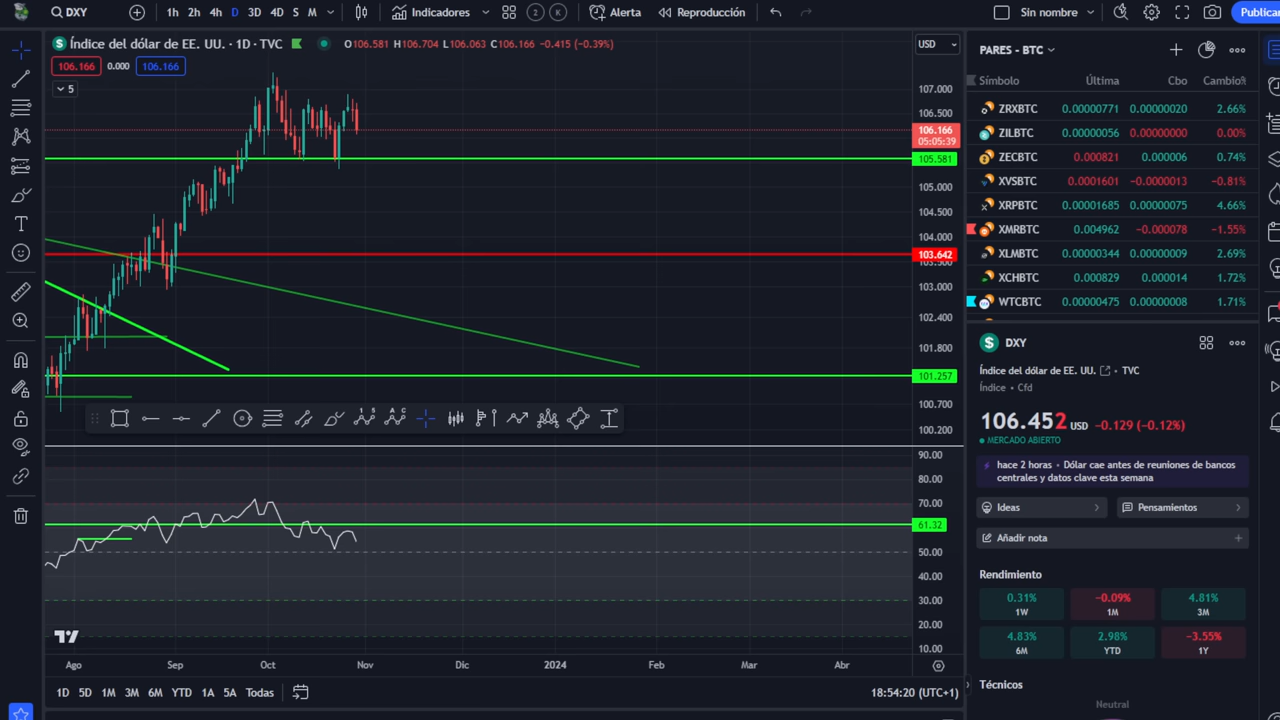 DXY 1h 2h 4h D 3D 4D S M Indicadores 2 K Alerta Reproducción Sin nombre Publicar
Índice del dólar de EE. UU. · 1D · TVC O106.581 H106.704 L106.063 C106.166 -0.415 (-0.39%)
106.166 0.000 106.166
5
USD
107.000
106.500
106.166
05:05:39
105.581
105.000
104.500
104.000
103.642
103.500
103.000
102.400
101.800
101.257
100.700
100.200
90.00
80.00
70.00
61.32
50.00
40.00
30.00
20.00
10.00
Ago Sep Oct Nov Dic 2024 Feb Mar Abr
1D 5D 1M 3M 6M YTD 1A 5A Todas 18:54:20 (UTC+1)
PARES - BTC
Símbolo Última Cbo Cambio%
ZRXBTC 0.00000771 0.00000020 2.66%
ZILBTC 0.00000056 0.00000000 0.00%
ZECBTC 0.000821 0.000006 0.74%
XVSBTC 0.0001601 −0.0000013 −0.81%
XRPBTC 0.00001685 0.00000075 4.66%
XMRBTC 0.004962 −0.000078 −1.55%
XLMBTC 0.00000344 0.00000009 2.69%
XCHBTC 0.000829 0.000014 1.72%
WTCBTC 0.00000475 0.00000008 1.71%
DXY
Índice del dólar de EE. UU. • TVC
Índice • Cfd
106.452 USD −0.129 (−0.12%)
MERCADO ABIERTO
hace 2 horas • Dólar cae antes de reuniones de bancos
centrales y datos clave esta semana
Ideas Pensamientos
Añadir nota
Rendimiento
0.31% −0.09% 4.81%
1W 1M 3M
4.83% 2.98% −3.55%
6M YTD 1Y
Técnicos
Neutral